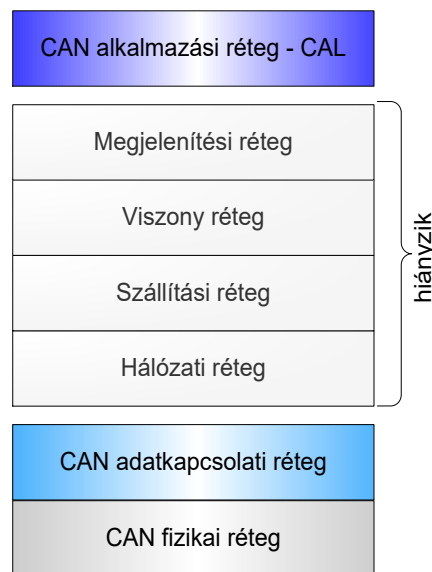 CAN alkalmazási réteg - CAL
Megjelenítési réteg
Viszony réteg
Szállítási réteg
Hálózati réteg
hiányzik
CAN adatkapcsolati réteg
CAN fizikai réteg